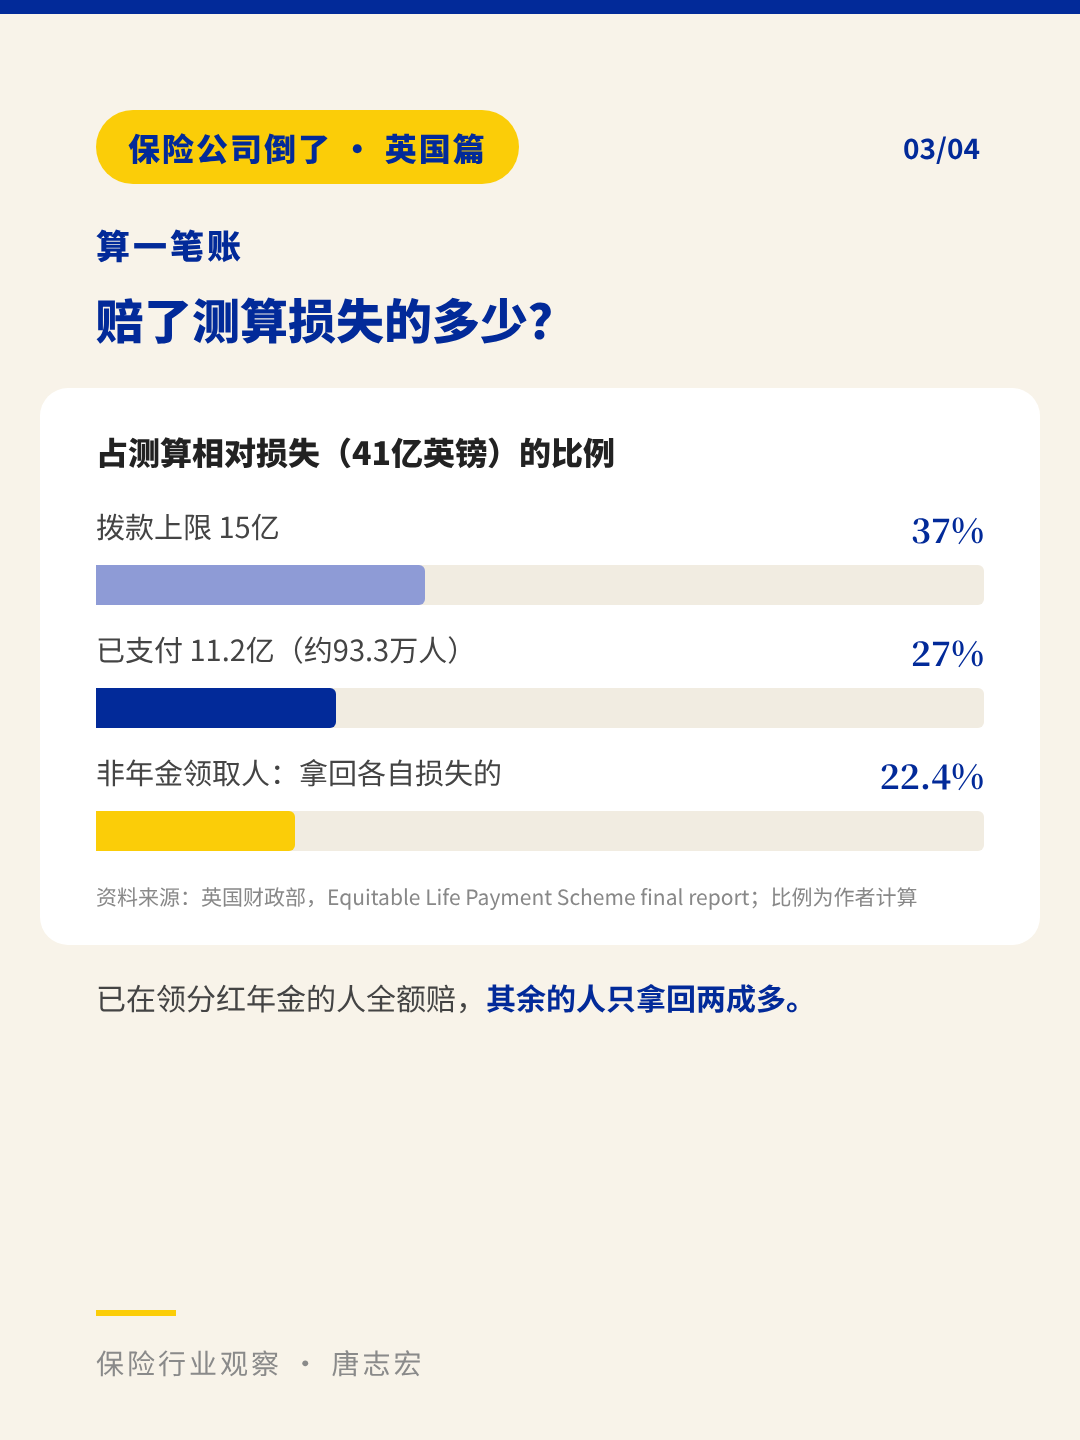 保险公司倒了 · 英国篇
03/04
算一笔账
赔了测算损失的多少？
占测算相对损失（41亿英镑）的比例
拨款上限 15亿
37%
已支付 11.2亿（约93.3万人）
27%
非年金领取人：拿回各自损失的
22.4%
资料来源：英国财政部，Equitable Life Payment Scheme final report；比例为作者计算
已在领分红年金的人全额赔，其余的人只拿回两成多。
保险行业观察 · 唐志宏